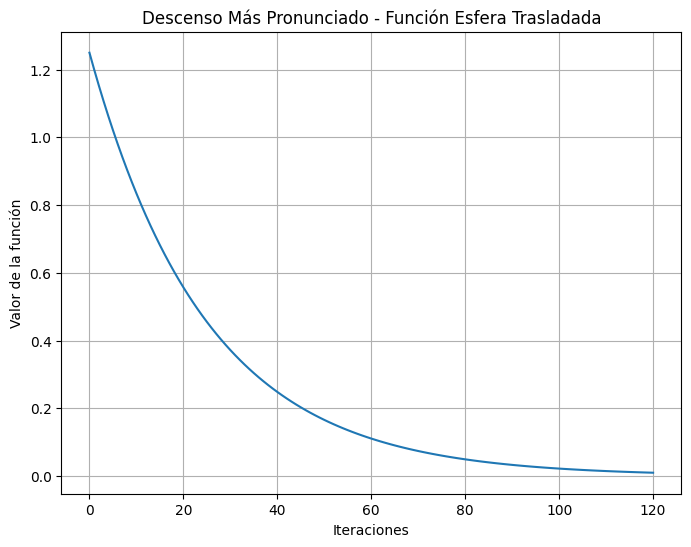 Descenso Más Pronunciado - Función Esfera Trasladada
Valor de la función
1.2
1.0
0.8
0.6
0.4
0.2
0.0
0 20 40 60 80 100 120
Iteraciones